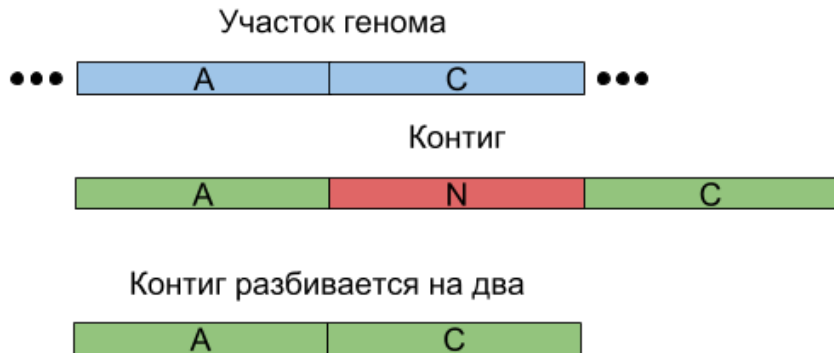 Участок генома
A C
Контиг
A N C
Контиг разбивается на два
A C